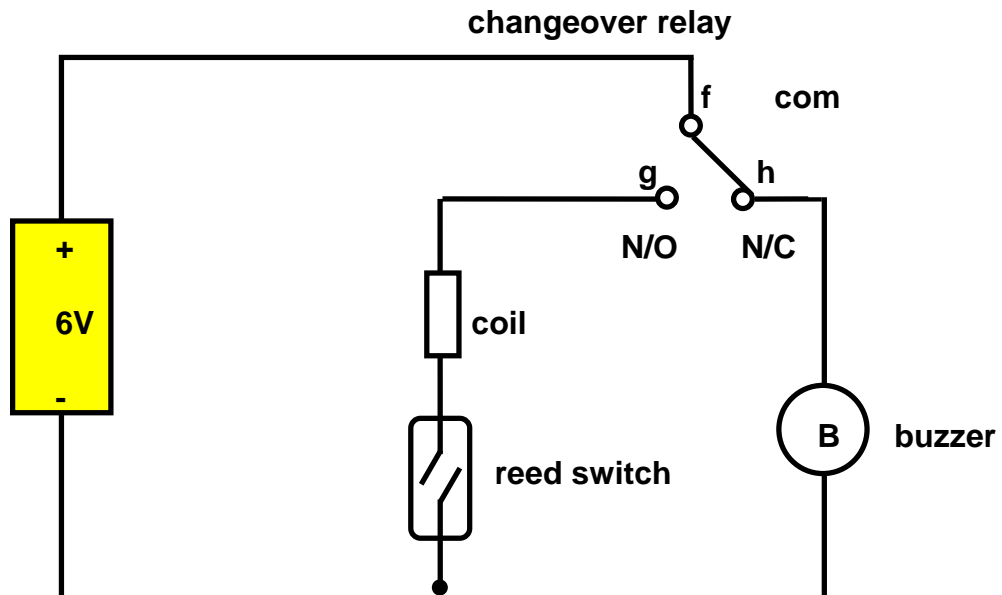 changeover relay
f com
g h
N/O N/C
+
6V
-
coil
B buzzer
reed switch